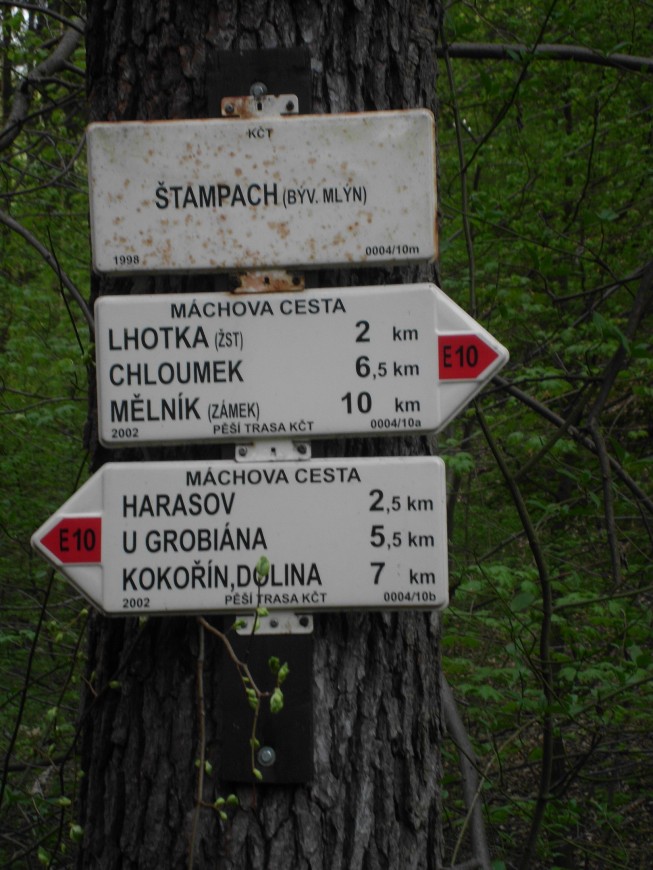 KČT
ŠTAMPACH (BÝV. MLÝN)
1998 0004/10m
MÁCHOVA CESTA
LHOTKA (ŽST) 2 km
CHLOUMEK 6,5 km
MĚLNÍK (ZÁMEK) 10 km
2002 PĚŠÍ TRASA KČT 0004/10a
E10
MÁCHOVA CESTA
HARASOV 2,5 km
U GROBIÁNA 5,5 km
KOKOŘÍN,DOLINA 7 km
2002 PĚŠÍ TRASA KČT 0004/10b
E10